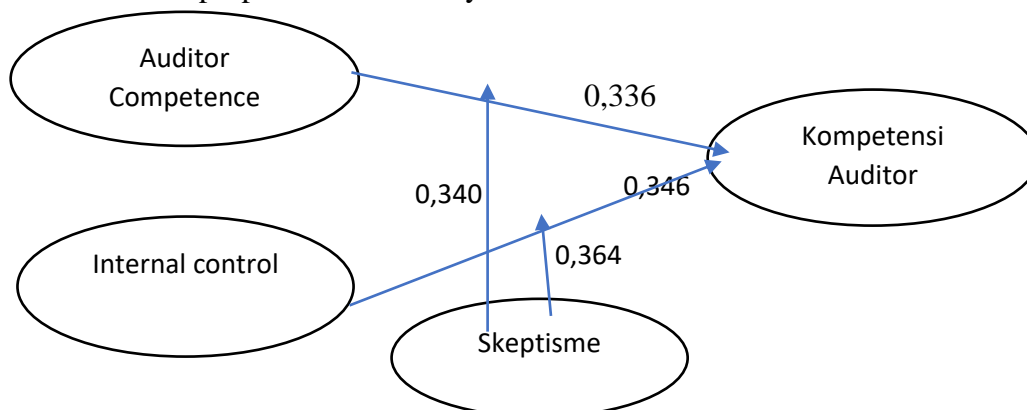 Auditor
Competence
0,336
Kompetensi
Auditor
0,340
0,346
Internal control
0,364
Skeptisme